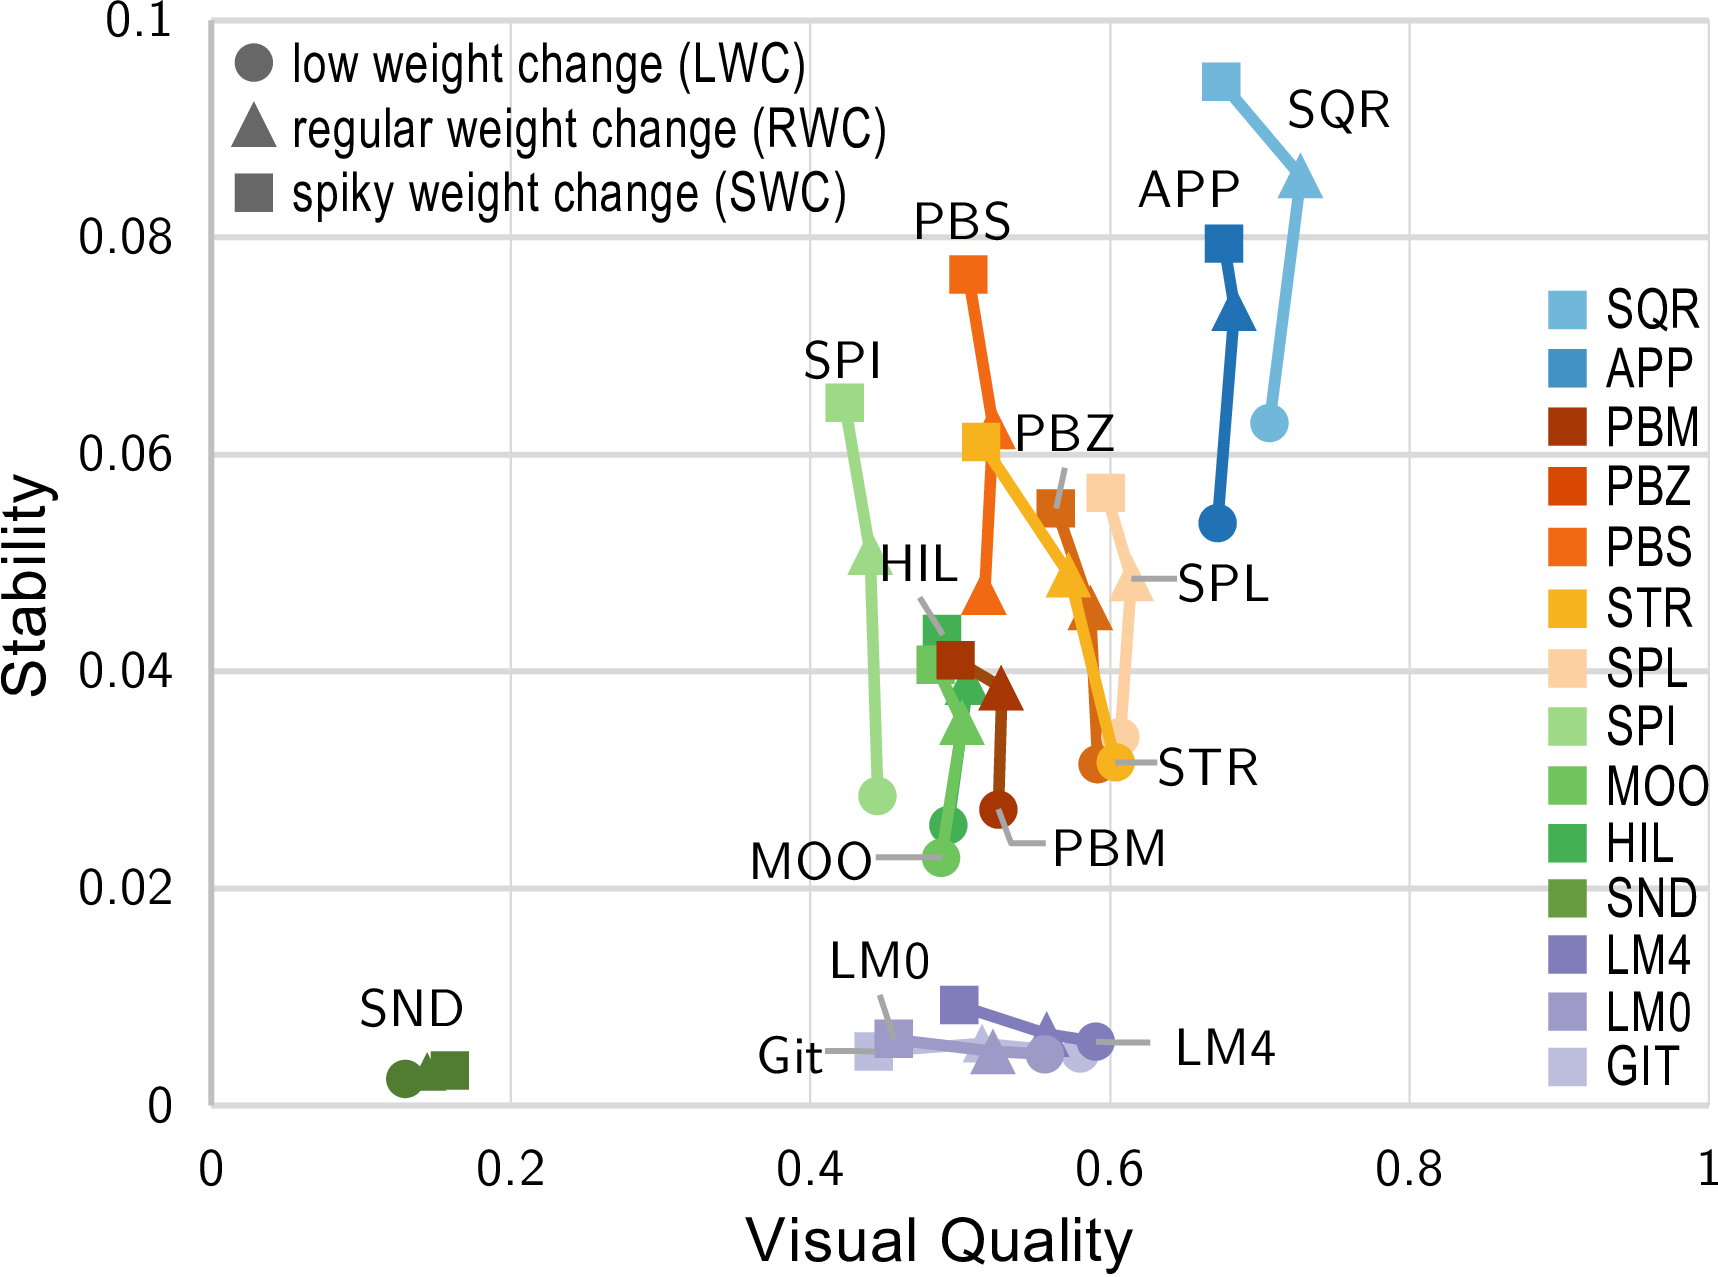 0.1
low weight change (LWC)
regular weight change (RWC)
spiky weight change (SWC)
SQR
APP
PBS
0.08
SPI
PBZ
0.06
HIL
SPL
0.04
STR
MOO
PBM
0.02
LM0
SND
Git
LM4
0
Stability
SQR
APP
PBM
PBZ
PBS
STR
SPL
SPI
MOO
HIL
SND
LM4
LM0
GIT
0 0.2 0.4 0.6 0.8 1
Visual Quality